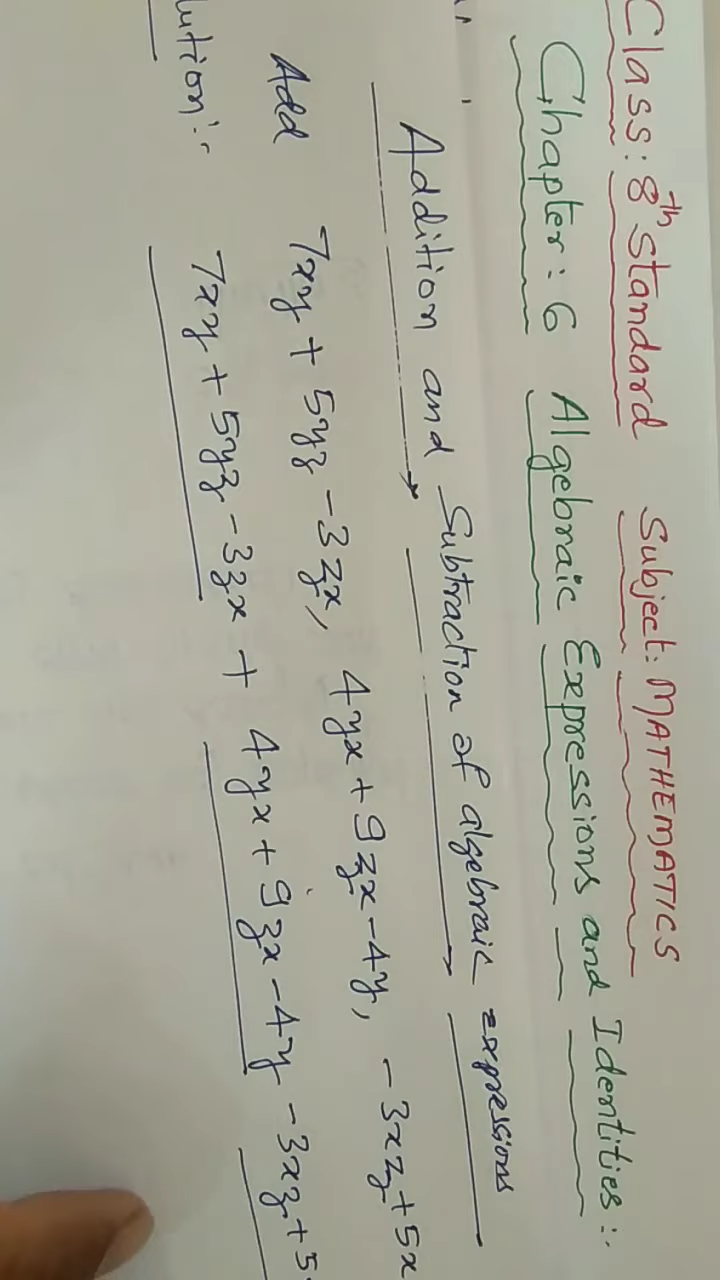 Class: 8th Standard Subject: MATHEMATICS
Chapter: 6 Algebraic Expressions and Identities:-
Addition and Subtraction of algebraic expressions
Add 7xy + 5yz - 3zx, 4yx + 9zx - 4y, - 3xz + 5x
lution:- 7xy + 5yz - 3zx + 4yx + 9zx - 4y - 3xz + 5